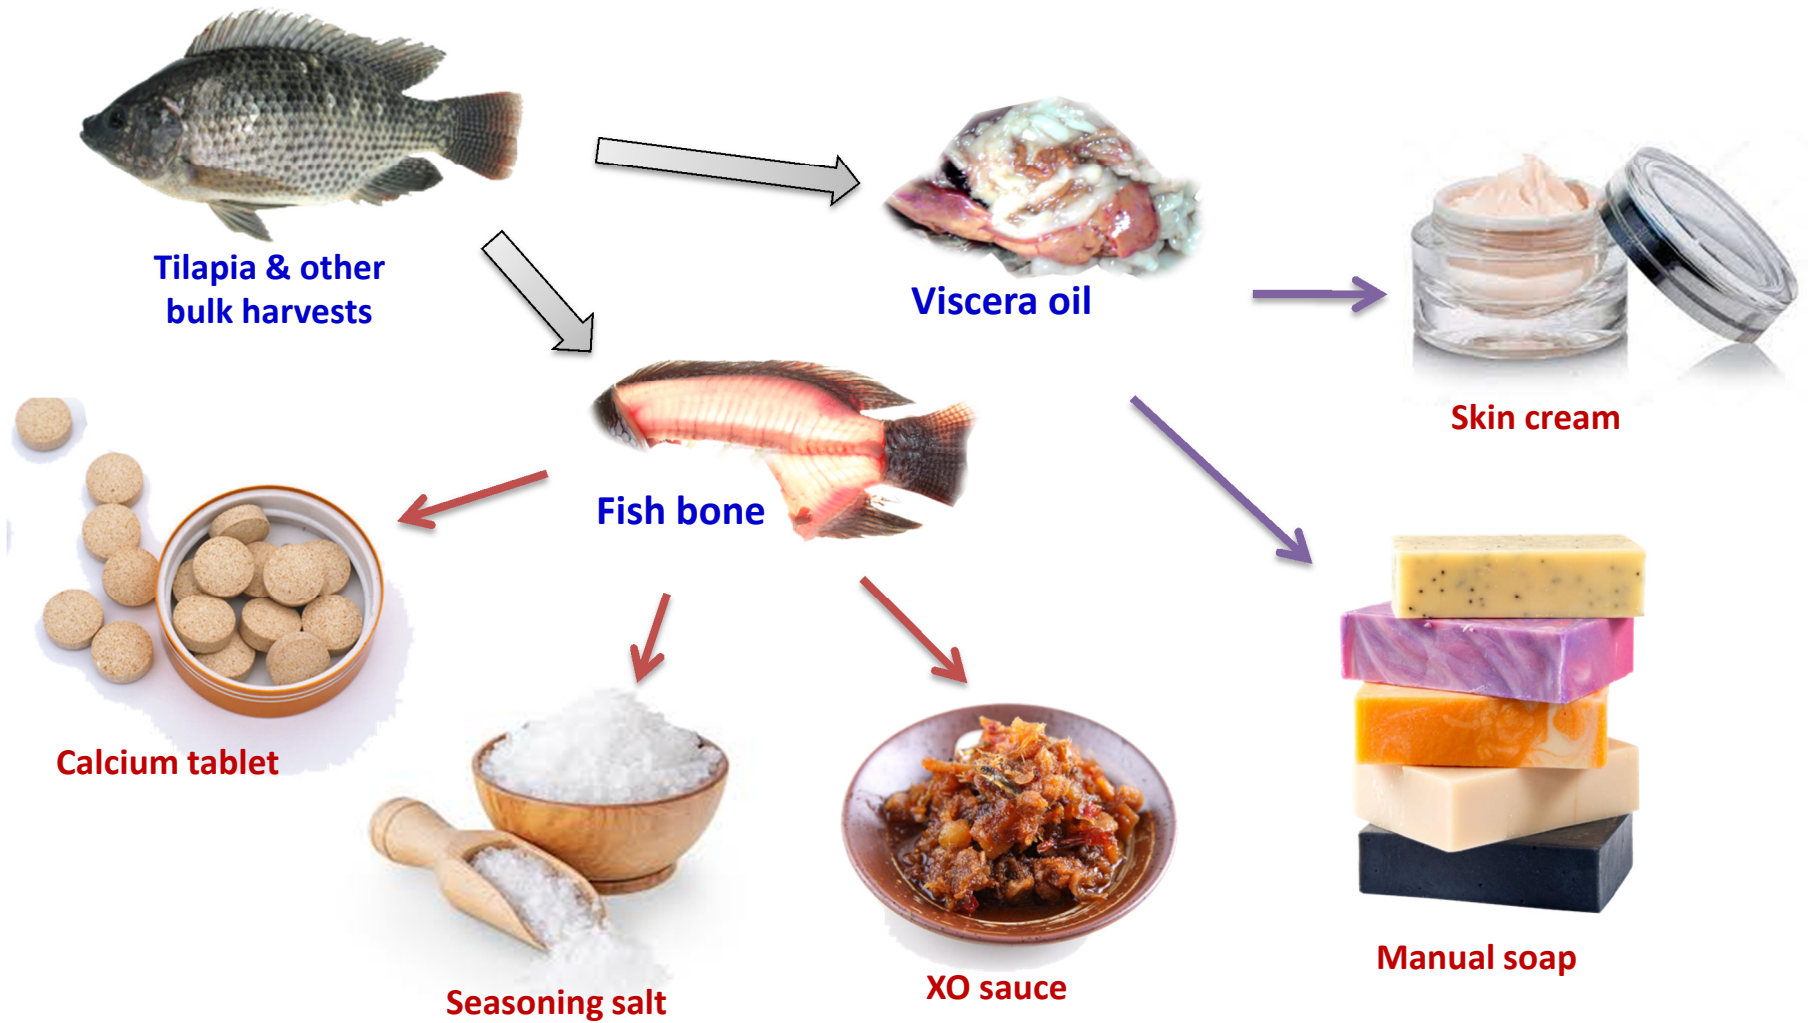 Tilapia & other
bulk harvests
Viscera oil
Skin cream
Fish bone
Calcium tablet
Seasoning salt
XO sauce
Manual soap